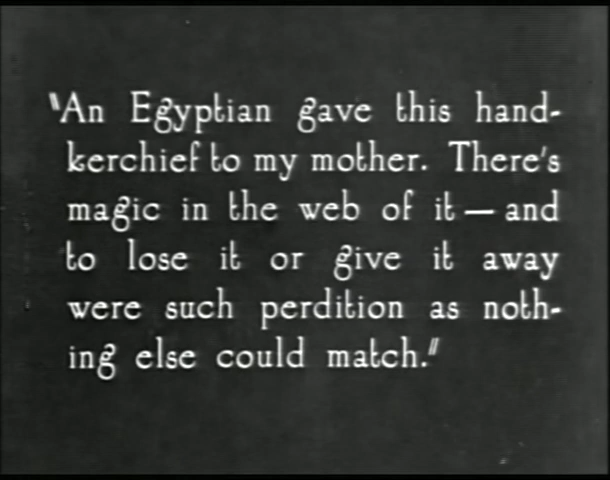 "An Egyptian gave this hand-
kerchief to my mother. There's
magic in the web of it — and
to lose it or give it away
were such perdition as noth-
ing else could match."